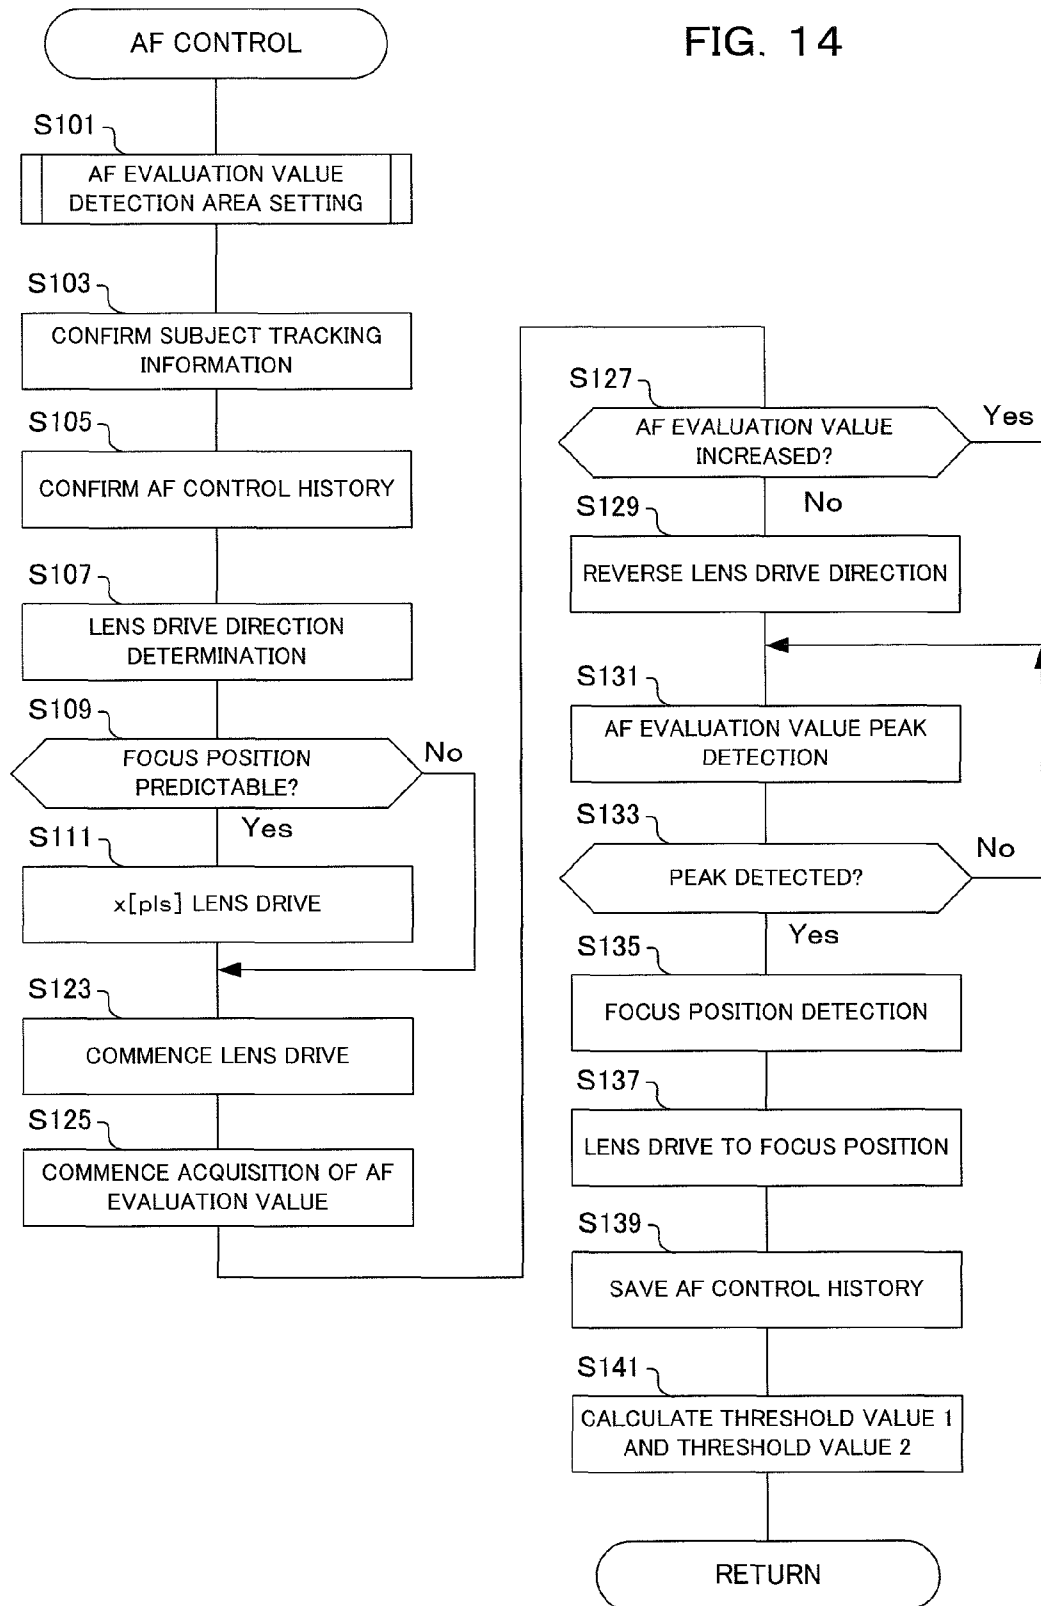 FIG. 14
AF CONTROL
S101
AF EVALUATION VALUE
DETECTION AREA SETTING
S103
CONFIRM SUBJECT TRACKING
INFORMATION
S105
CONFIRM AF CONTROL HISTORY
S107
LENS DRIVE DIRECTION
DETERMINATION
S109
FOCUS POSITION
PREDICTABLE?
No
Yes
S111
x[pls] LENS DRIVE
S123
COMMENCE LENS DRIVE
S125
COMMENCE ACQUISITION OF AF
EVALUATION VALUE
S127
AF EVALUATION VALUE
INCREASED?
Yes
No
S129
REVERSE LENS DRIVE DIRECTION
S131
AF EVALUATION VALUE PEAK
DETECTION
S133
PEAK DETECTED?
No
Yes
S135
FOCUS POSITION DETECTION
S137
LENS DRIVE TO FOCUS POSITION
S139
SAVE AF CONTROL HISTORY
S141
CALCULATE THRESHOLD VALUE 1
AND THRESHOLD VALUE 2
RETURN